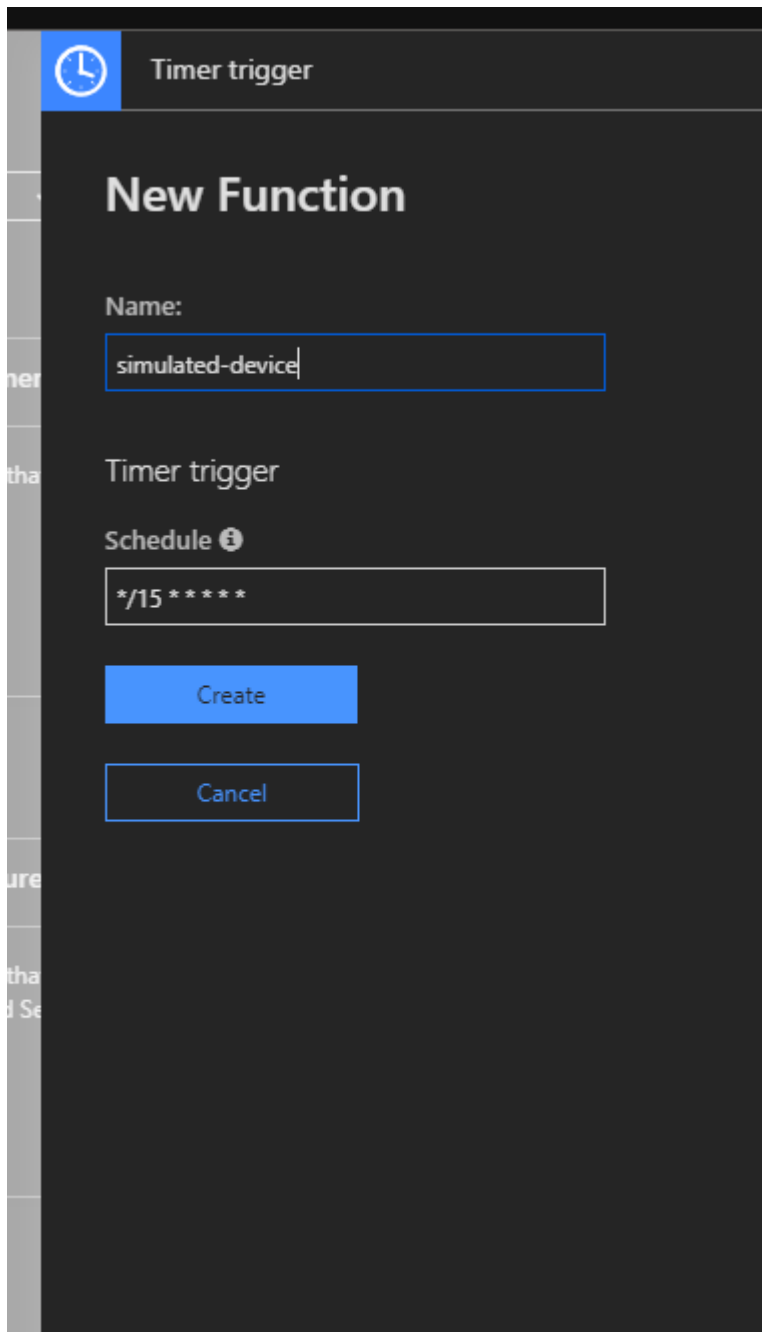 Timer trigger
New Function
Name:
simulated-device
Timer trigger
Schedule
*/15 * * * * *
Create
Cancel